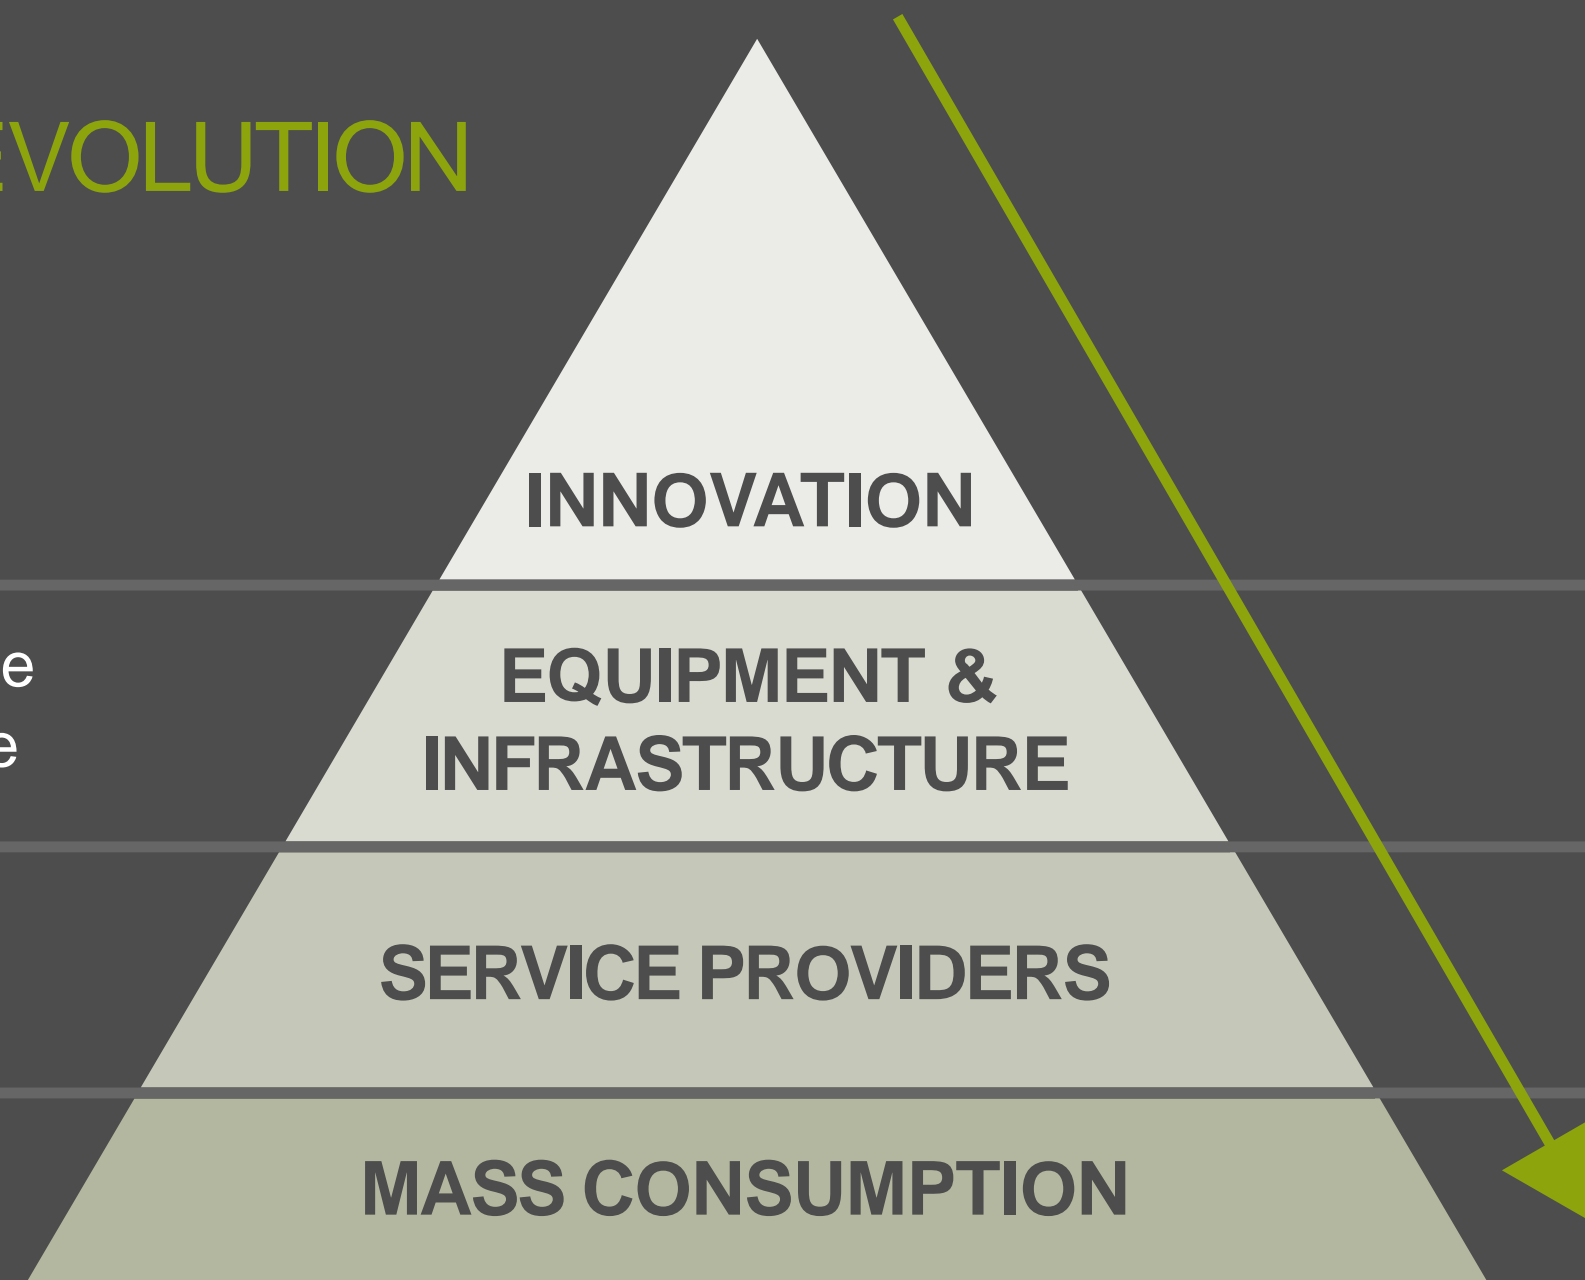 EVOLUTION
INNOVATION
e
e
EQUIPMENT &
INFRASTRUCTURE
SERVICE PROVIDERS
MASS CONSUMPTION